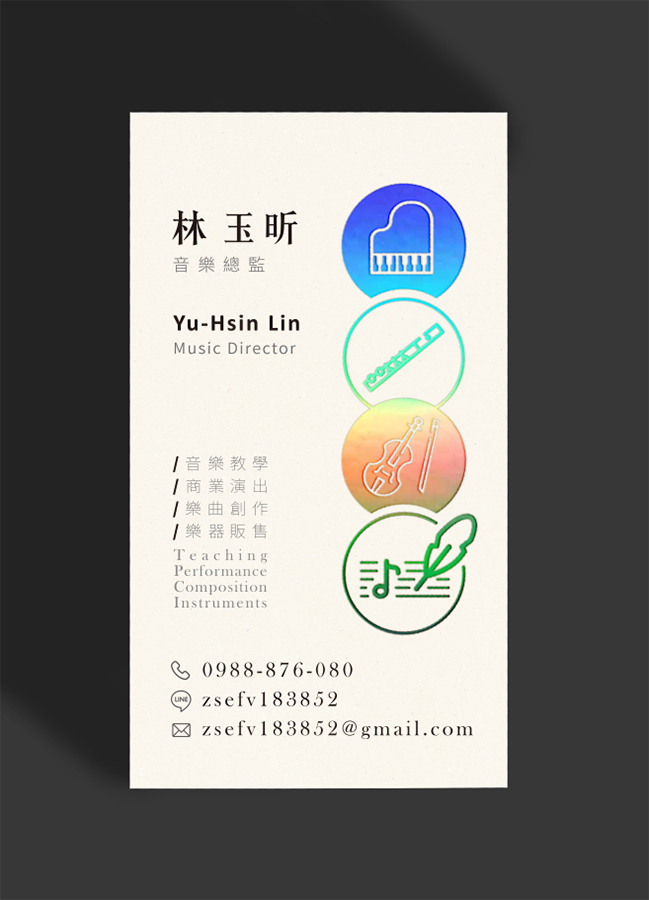 林 玉昕
音樂總監
Yu-Hsin Lin
Music Director
/ 音樂教學
/ 商業演出
/ 樂曲創作
/ 樂器販售
Teaching
Performance
Composition
Instruments
0988-876-080
LINE zsefv183852
zsefv183852@gmail.com